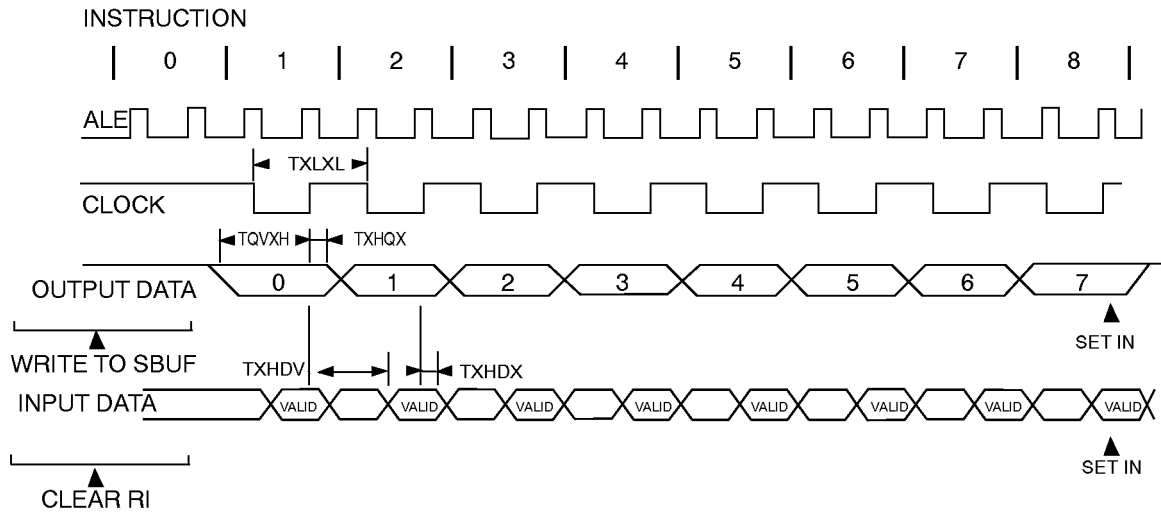 INSTRUCTION
0 1 2 3 4 5 6 7 8
ALE
TXLXL
CLOCK
TQVXH TXHQX
OUTPUT DATA 0 1 2 3 4 5 6 7
SET IN
WRITE TO SBUF
TXHDV TXHDX
INPUT DATA VALID VALID VALID VALID VALID VALID VALID VALID
SET IN
CLEAR RI